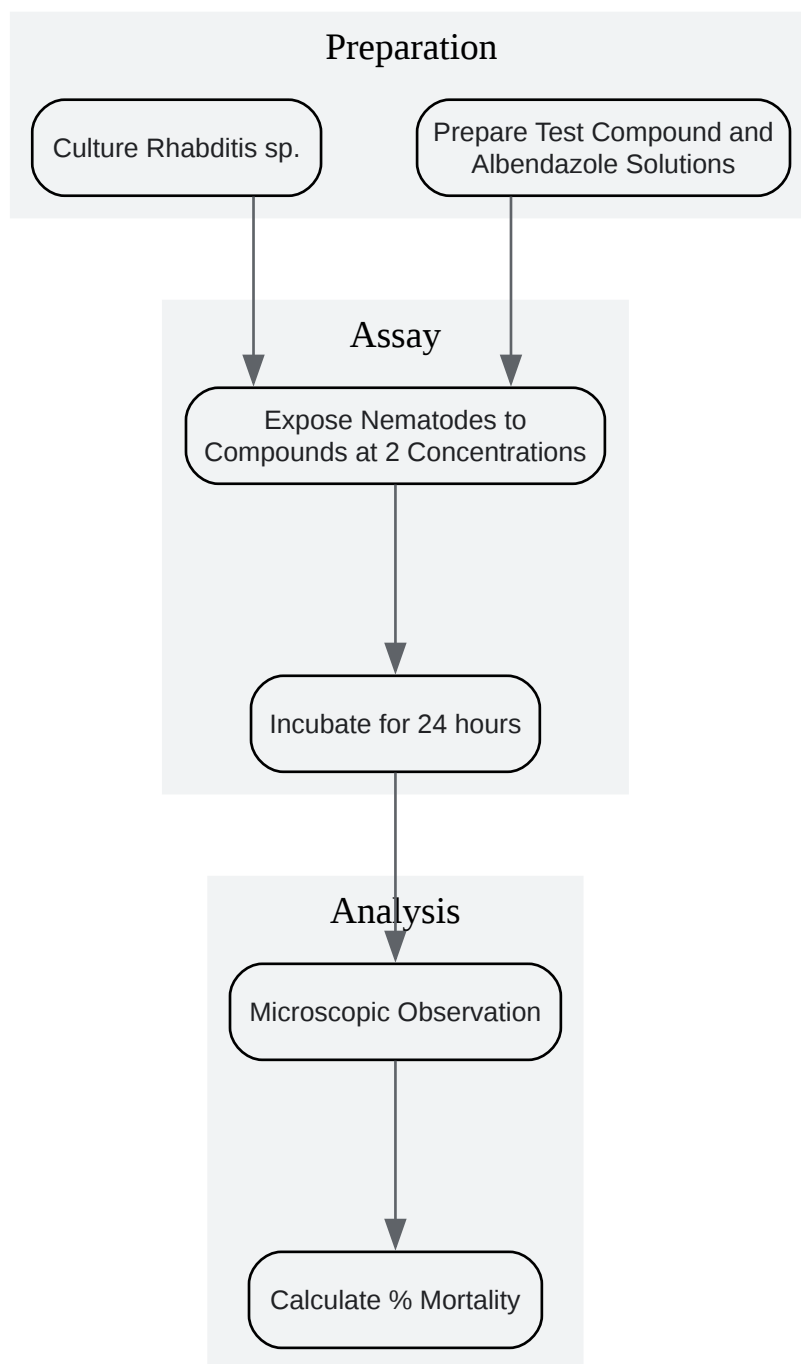 Preparation
Culture Rhabditis sp.
Prepare Test Compound and
Albendazole Solutions
Assay
Expose Nematodes to
Compounds at 2 Concentrations
Incubate for 24 hours
Analysis
Microscopic Observation
Calculate % Mortality